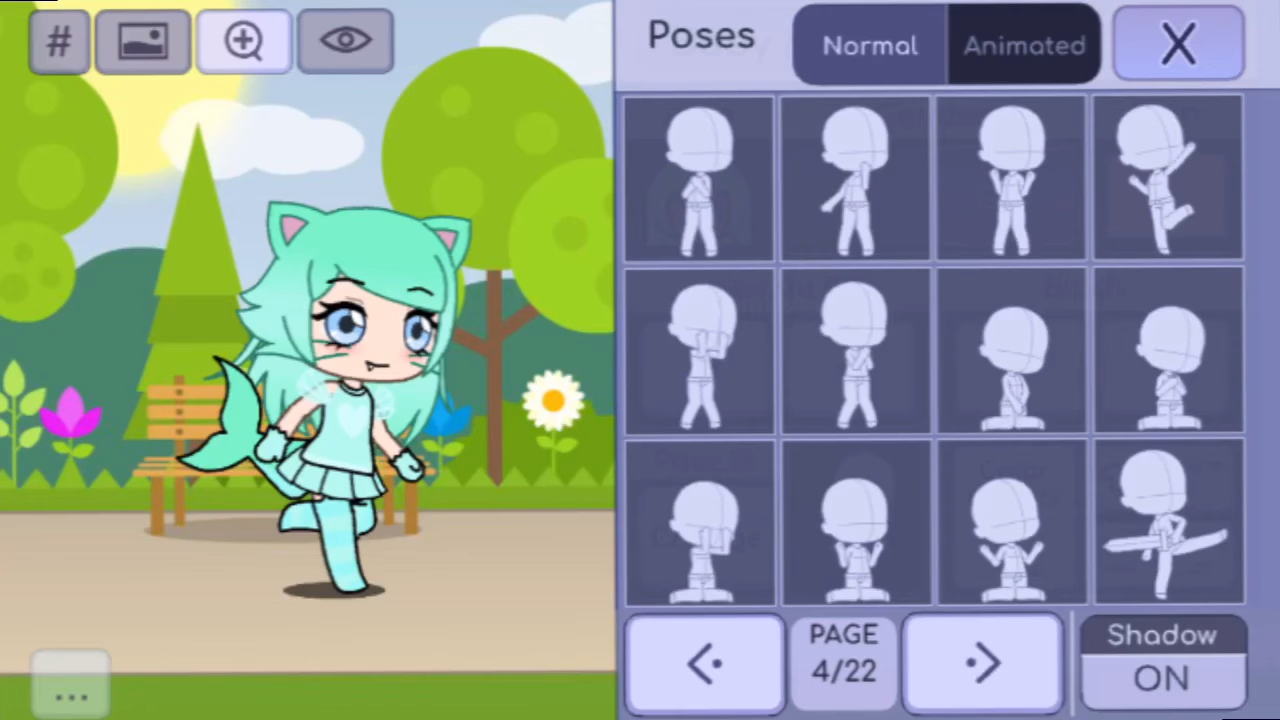 #
Poses
Normal
Animated
X
PAGE
4/22
Shadow
ON
...